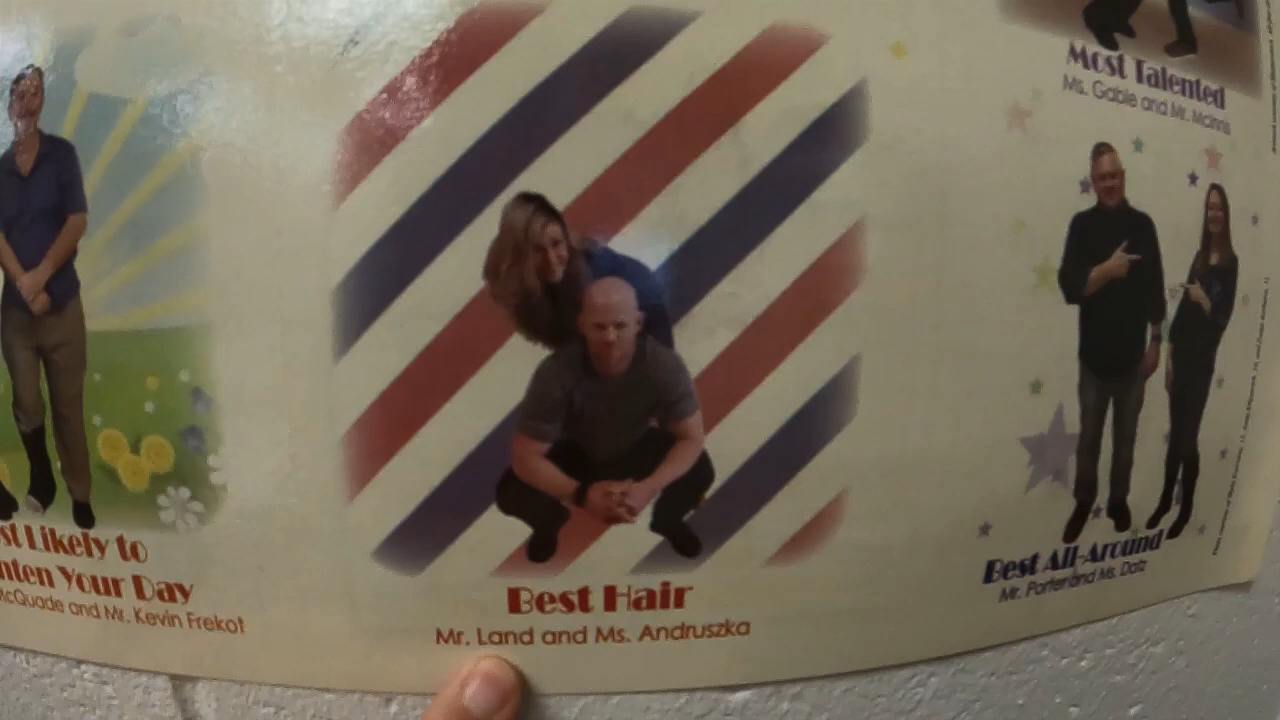 Most Talented
Ms. Gable and Mr. McInnis
st Likely to
nten Your Day
McQuade and Mr. Kevin Frekot
Best Hair
Mr. Land and Ms. Andruszka
Best All-Around
Mr. Porter and Ms. Datz